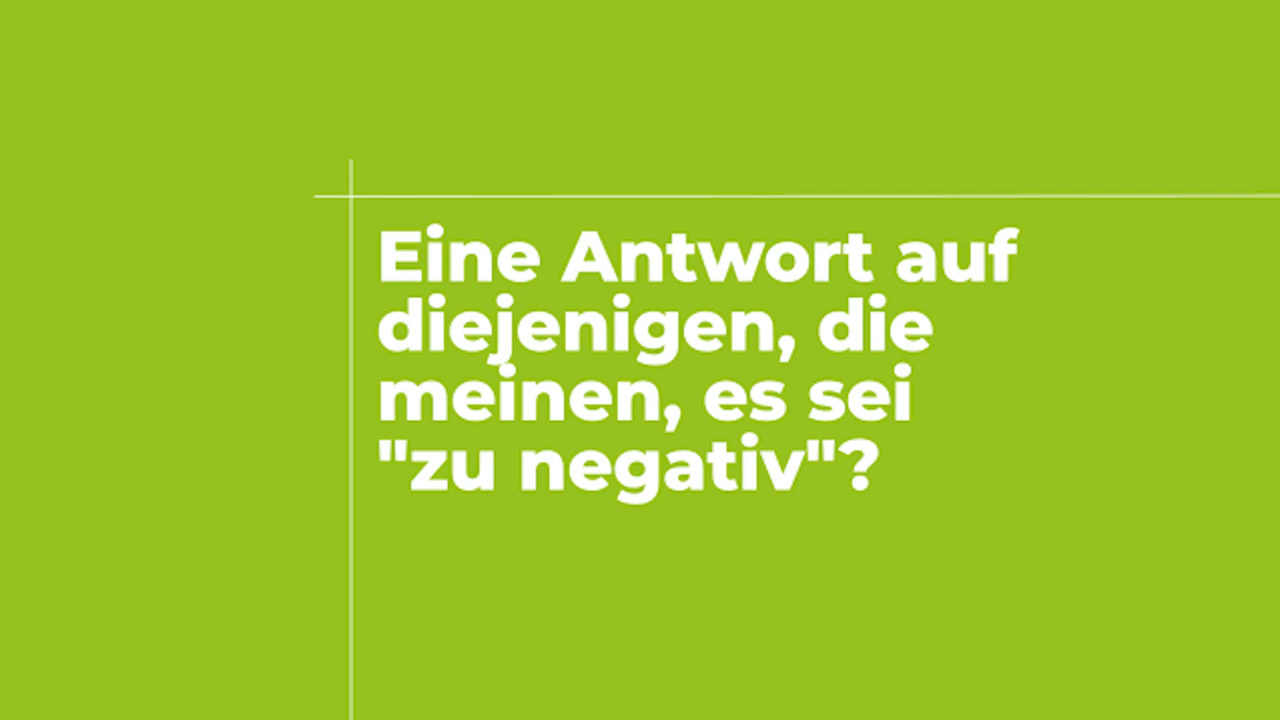 Eine Antwort auf
diejenigen, die
meinen, es sei
"zu negativ"?